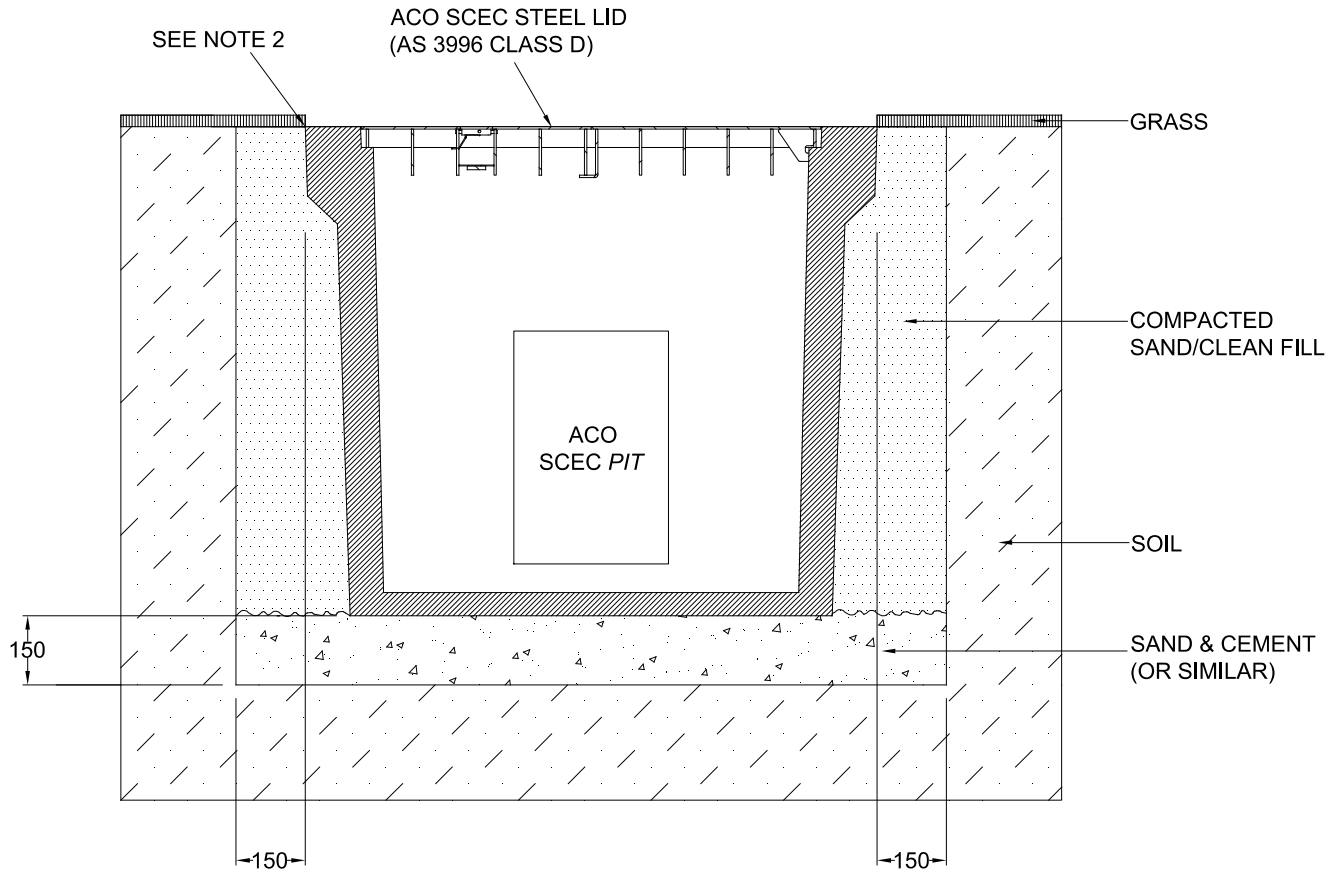 ACO SCEC STEEL LID
(AS 3996 CLASS D)
SEE NOTE 2
GRASS
COMPACTED
SAND/CLEAN FILL
ACO
SCEC PIT
SOIL
150
SAND & CEMENT
(OR SIMILAR)
150
150